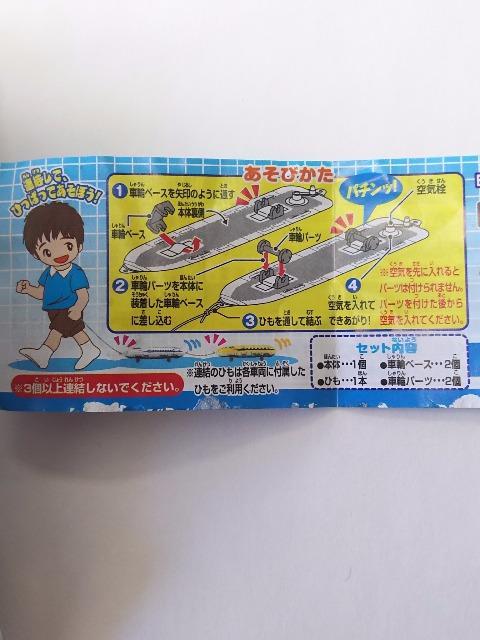 連結して、
ひっぱってあそぼう!
あそびかた
① 車輪ベースを矢印のように通す
本体裏側
車輪ベース
パチンッ!
空気栓
車輪パーツ
② 車輪パーツを本体に
装着した車輪ベース
に差し込む
③ ひもを通して結ぶ
④
空気を入れて
できあがり!
※空気を先に入れると
パーツは付けられません。
パーツを付けた後から
空気を入れてください。
※3個以上連結しないでください。
※連結のひもは各車両に付属した
ひもをご利用ください。
セット内容
●本体…1個 ●車輪ベース…2個
●ひも…1本 ●車輪パーツ…2個